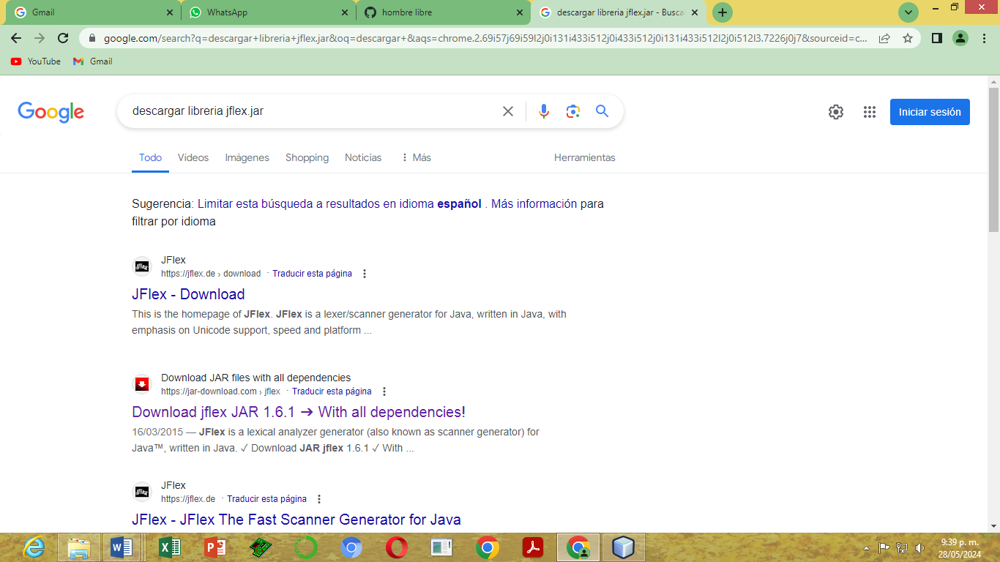 Gmail
WhatsApp
hombre libre
descargar libreria jflex.jar - Busca
google.com/search?q=descargar+libreria+jflex.jar&oq=descargar+&aqs=chrome.2.69i57j69i59l2j0i131i433i512j0i433i512j0i131i433i512l2j0i512l3.7226j0j7&sourceid=c...
YouTube
Gmail
Google
descargar libreria jflex.jar
Iniciar sesión
Todo
Videos
Imágenes
Shopping
Noticias
Más
Herramientas
Sugerencia: Limitar esta búsqueda a resultados en idioma español . Más información para
filtrar por idioma
JFlex
https://jflex.de › download · Traducir esta página
JFlex - Download
This is the homepage of JFlex. JFlex is a lexer/scanner generator for Java, written in Java, with
emphasis on Unicode support, speed and platform ...
Download JAR files with all dependencies
https://jar-download.com › jflex · Traducir esta página
Download jflex JAR 1.6.1 ➔ With all dependencies!
16/03/2015 — JFlex is a lexical analyzer generator (also known as scanner generator) for
Java™, written in Java. ✓ Download JAR jflex 1.6.1 ✓ With ...
JFlex
https://jflex.de · Traducir esta página
JFlex - JFlex The Fast Scanner Generator for Java
9:39 p. m.
28/05/2024